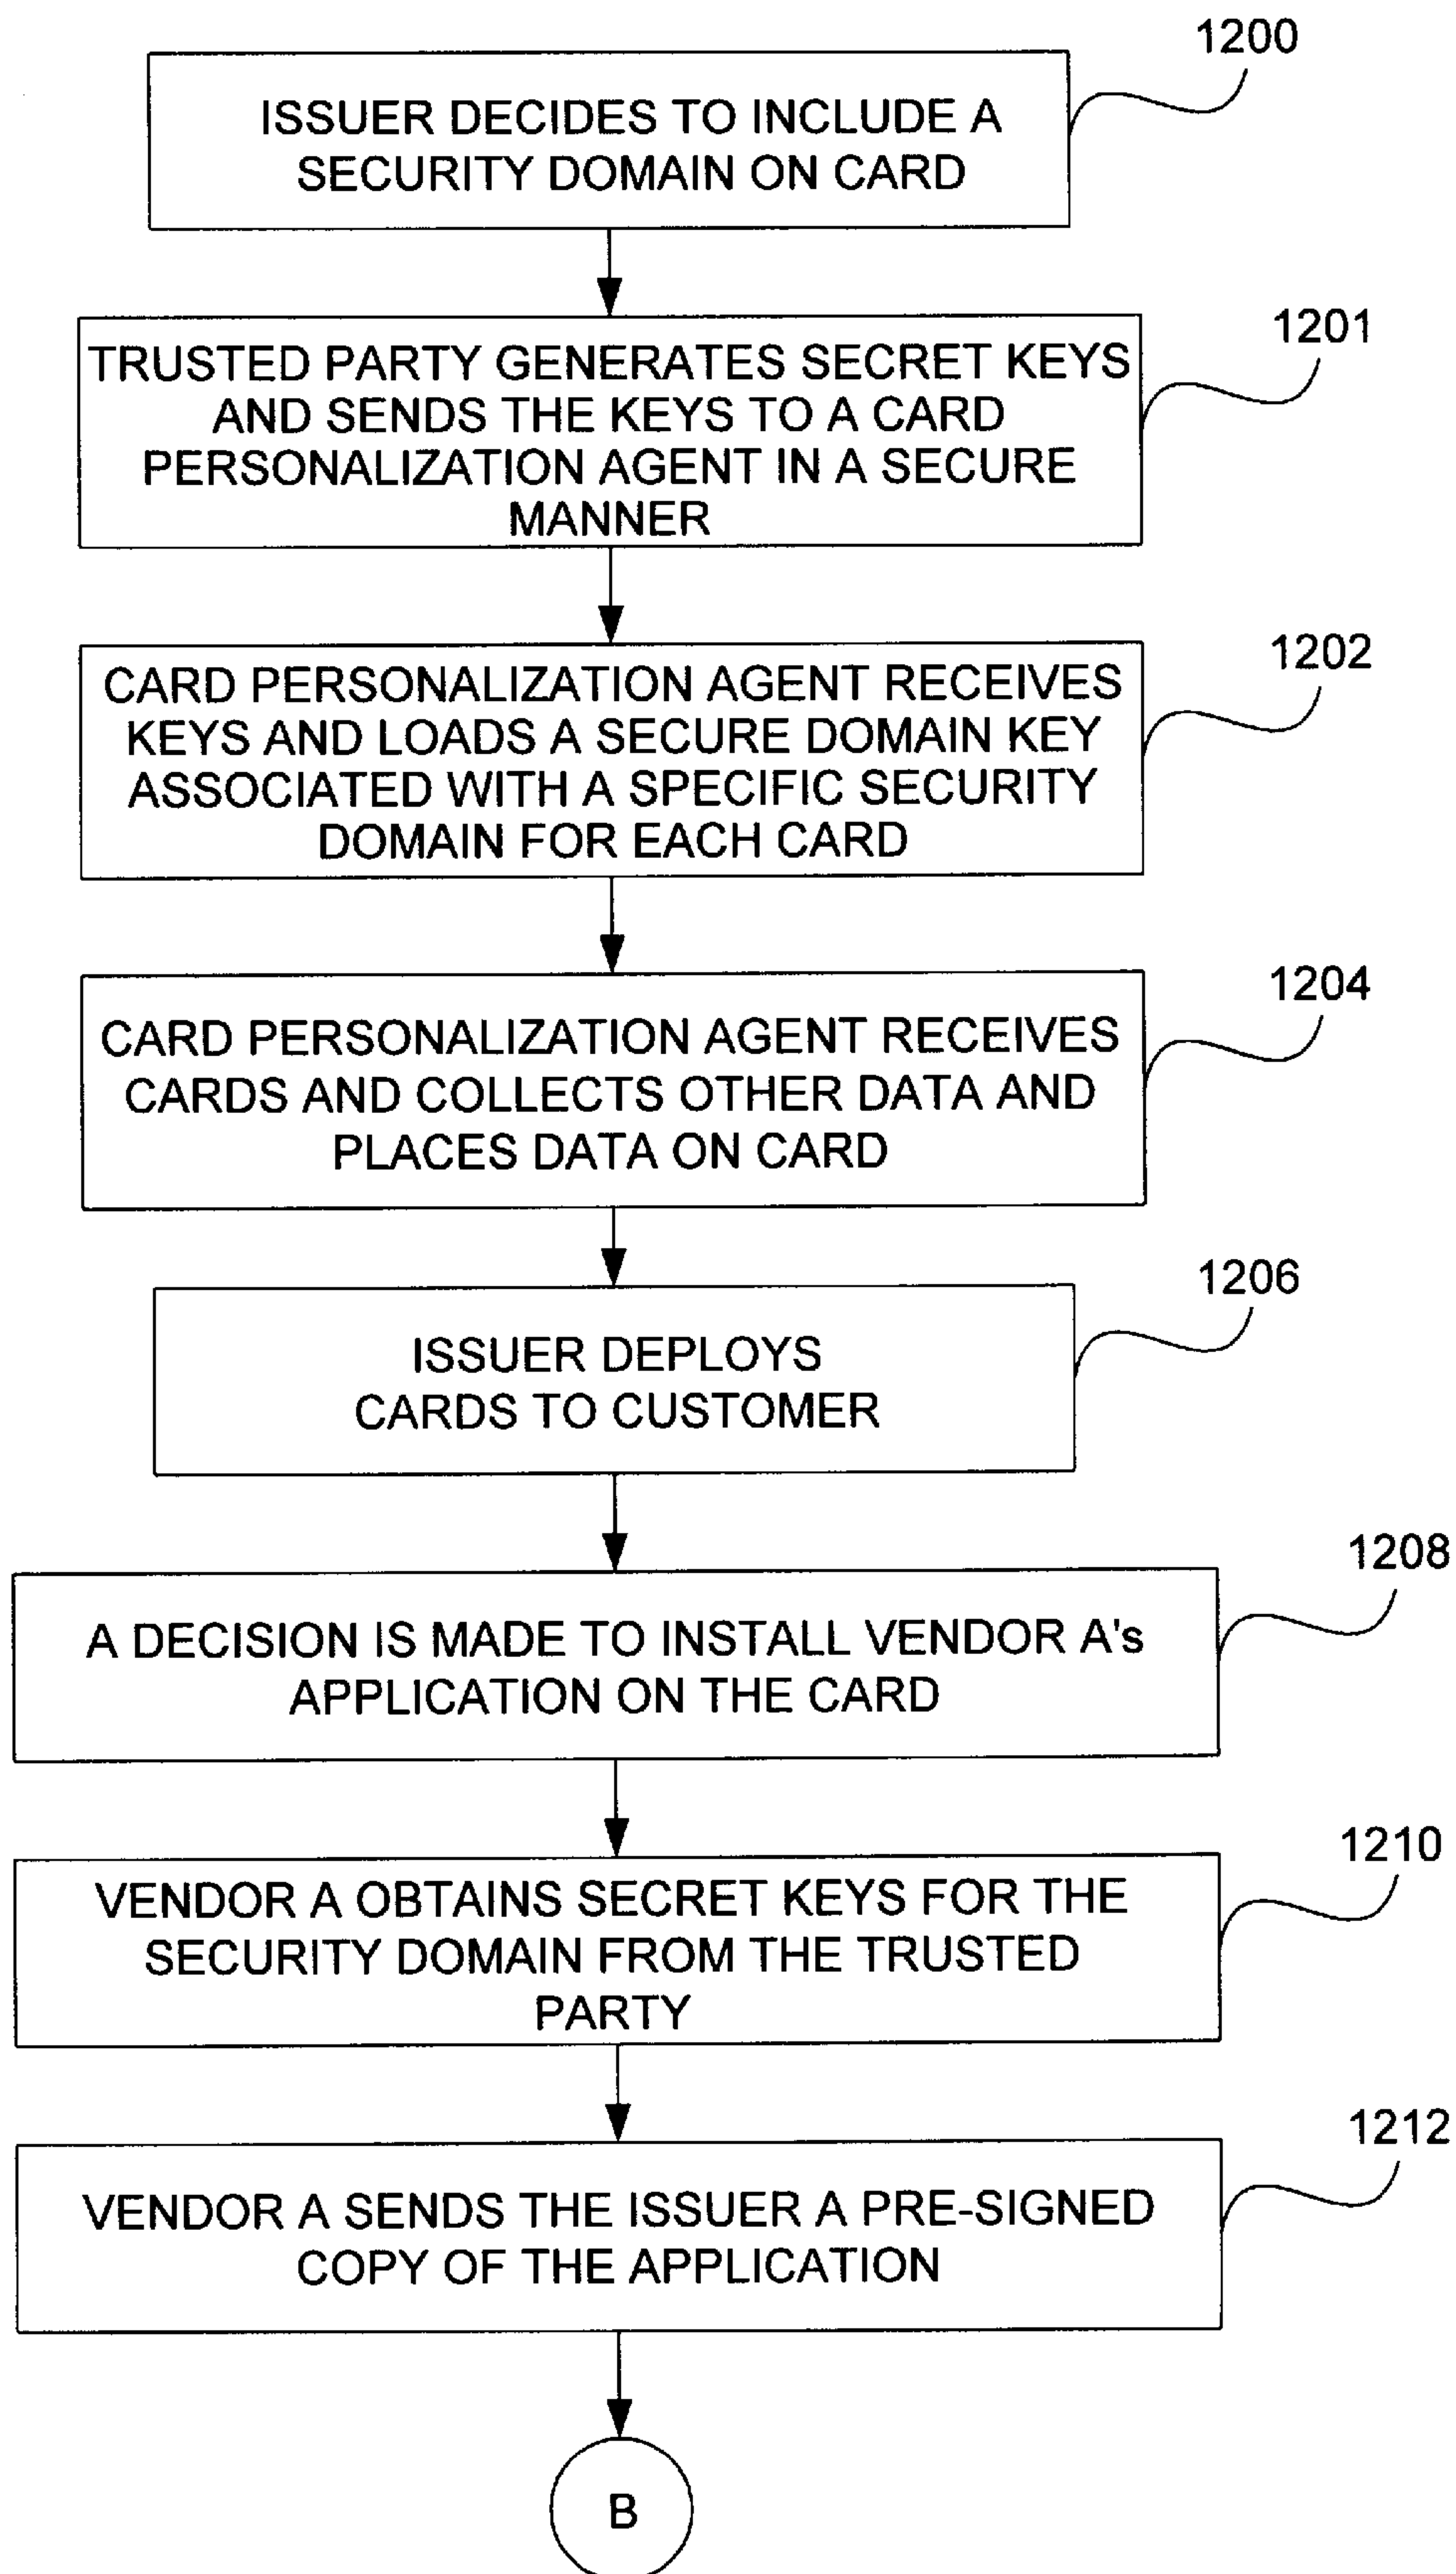 1200
ISSUER DECIDES TO INCLUDE A
SECURITY DOMAIN ON CARD
1201
TRUSTED PARTY GENERATES SECRET KEYS
AND SENDS THE KEYS TO A CARD
PERSONALIZATION AGENT IN A SECURE
MANNER
1202
CARD PERSONALIZATION AGENT RECEIVES
KEYS AND LOADS A SECURE DOMAIN KEY
ASSOCIATED WITH A SPECIFIC SECURITY
DOMAIN FOR EACH CARD
1204
CARD PERSONALIZATION AGENT RECEIVES
CARDS AND COLLECTS OTHER DATA AND
PLACES DATA ON CARD
1206
ISSUER DEPLOYS
CARDS TO CUSTOMER
1208
A DECISION IS MADE TO INSTALL VENDOR A's
APPLICATION ON THE CARD
1210
VENDOR A OBTAINS SECRET KEYS FOR THE
SECURITY DOMAIN FROM THE TRUSTED
PARTY
1212
VENDOR A SENDS THE ISSUER A PRE-SIGNED
COPY OF THE APPLICATION
B